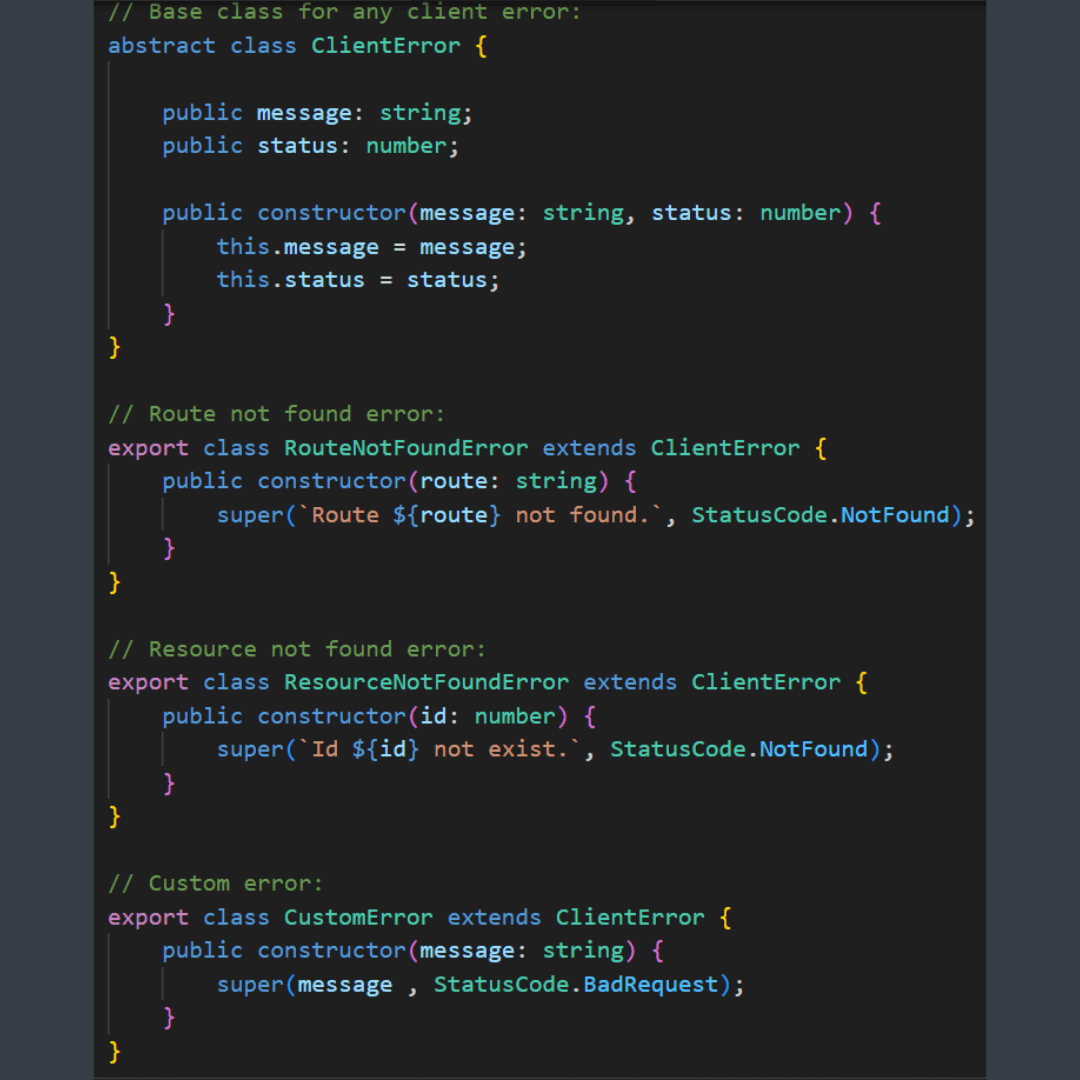 // Base class for any client error:
abstract class ClientError {
public message: string;
public status: number;
public constructor(message: string, status: number) {
this.message = message;
this.status = status;
}
}
// Route not found error:
export class RouteNotFoundError extends ClientError {
public constructor(route: string) {
super(`Route ${route} not found.`, StatusCode.NotFound);
}
}
// Resource not found error:
export class ResourceNotFoundError extends ClientError {
public constructor(id: number) {
super(`Id ${id} not exist.`, StatusCode.NotFound);
}
}
// Custom error:
export class CustomError extends ClientError {
public constructor(message: string) {
super(message , StatusCode.BadRequest);
}
}